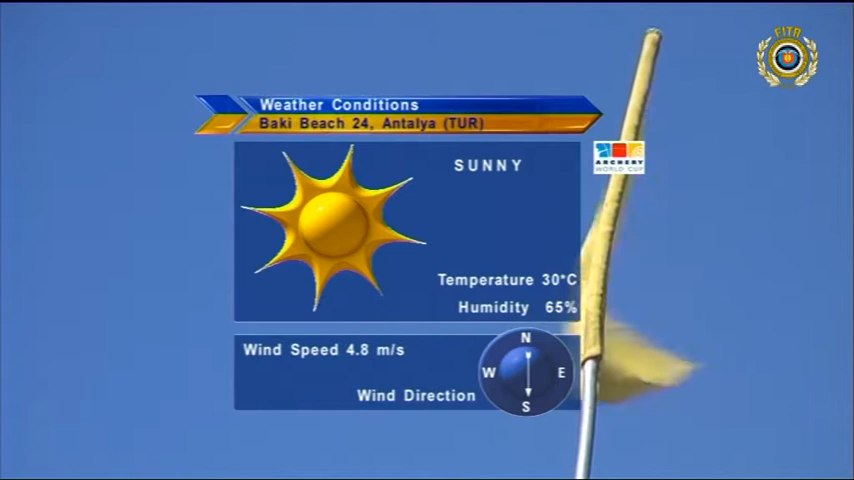 FITA
Weather Conditions
Baki Beach 24, Antalya (TUR)
SUNNY
ARCHERY
WORLD CUP
Temperature 30*C
Humidity 65%
Wind Speed 4.8 m/s
Wind Direction
N
W E
S